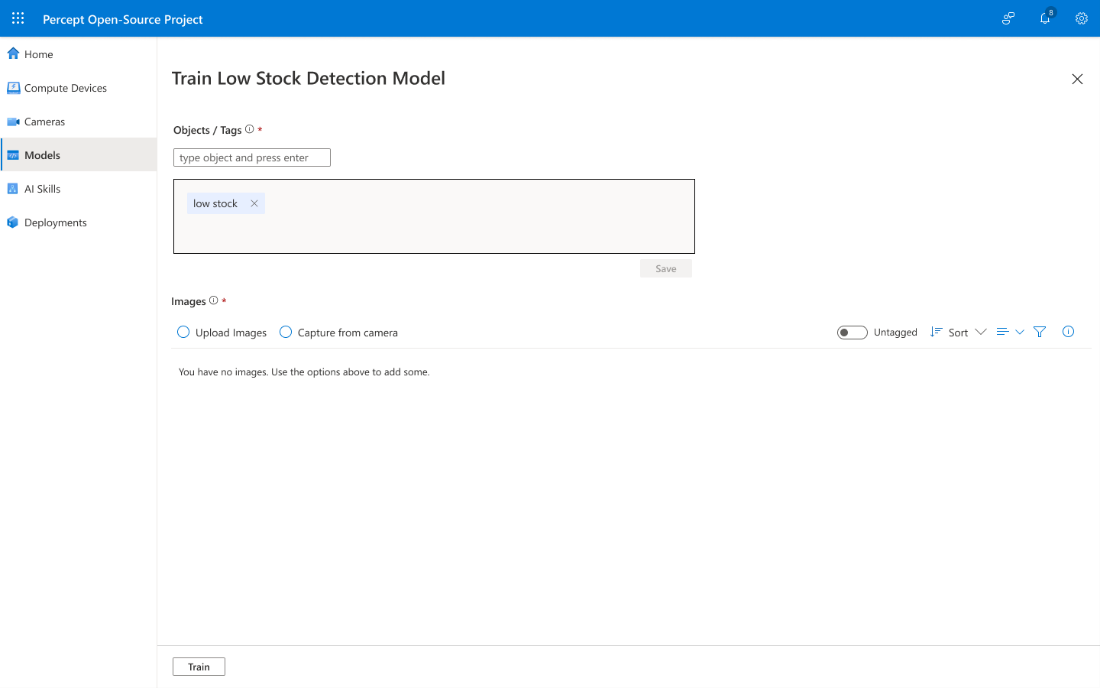 Percept Open-Source Project
8
Home
Compute Devices
Cameras
Models
AI Skills
Deployments
Train Low Stock Detection Model
Objects / Tags *
type object and press enter
low stock
Save
Images *
Upload Images Capture from camera Untagged Sort
You have no images. Use the options above to add some.
Train